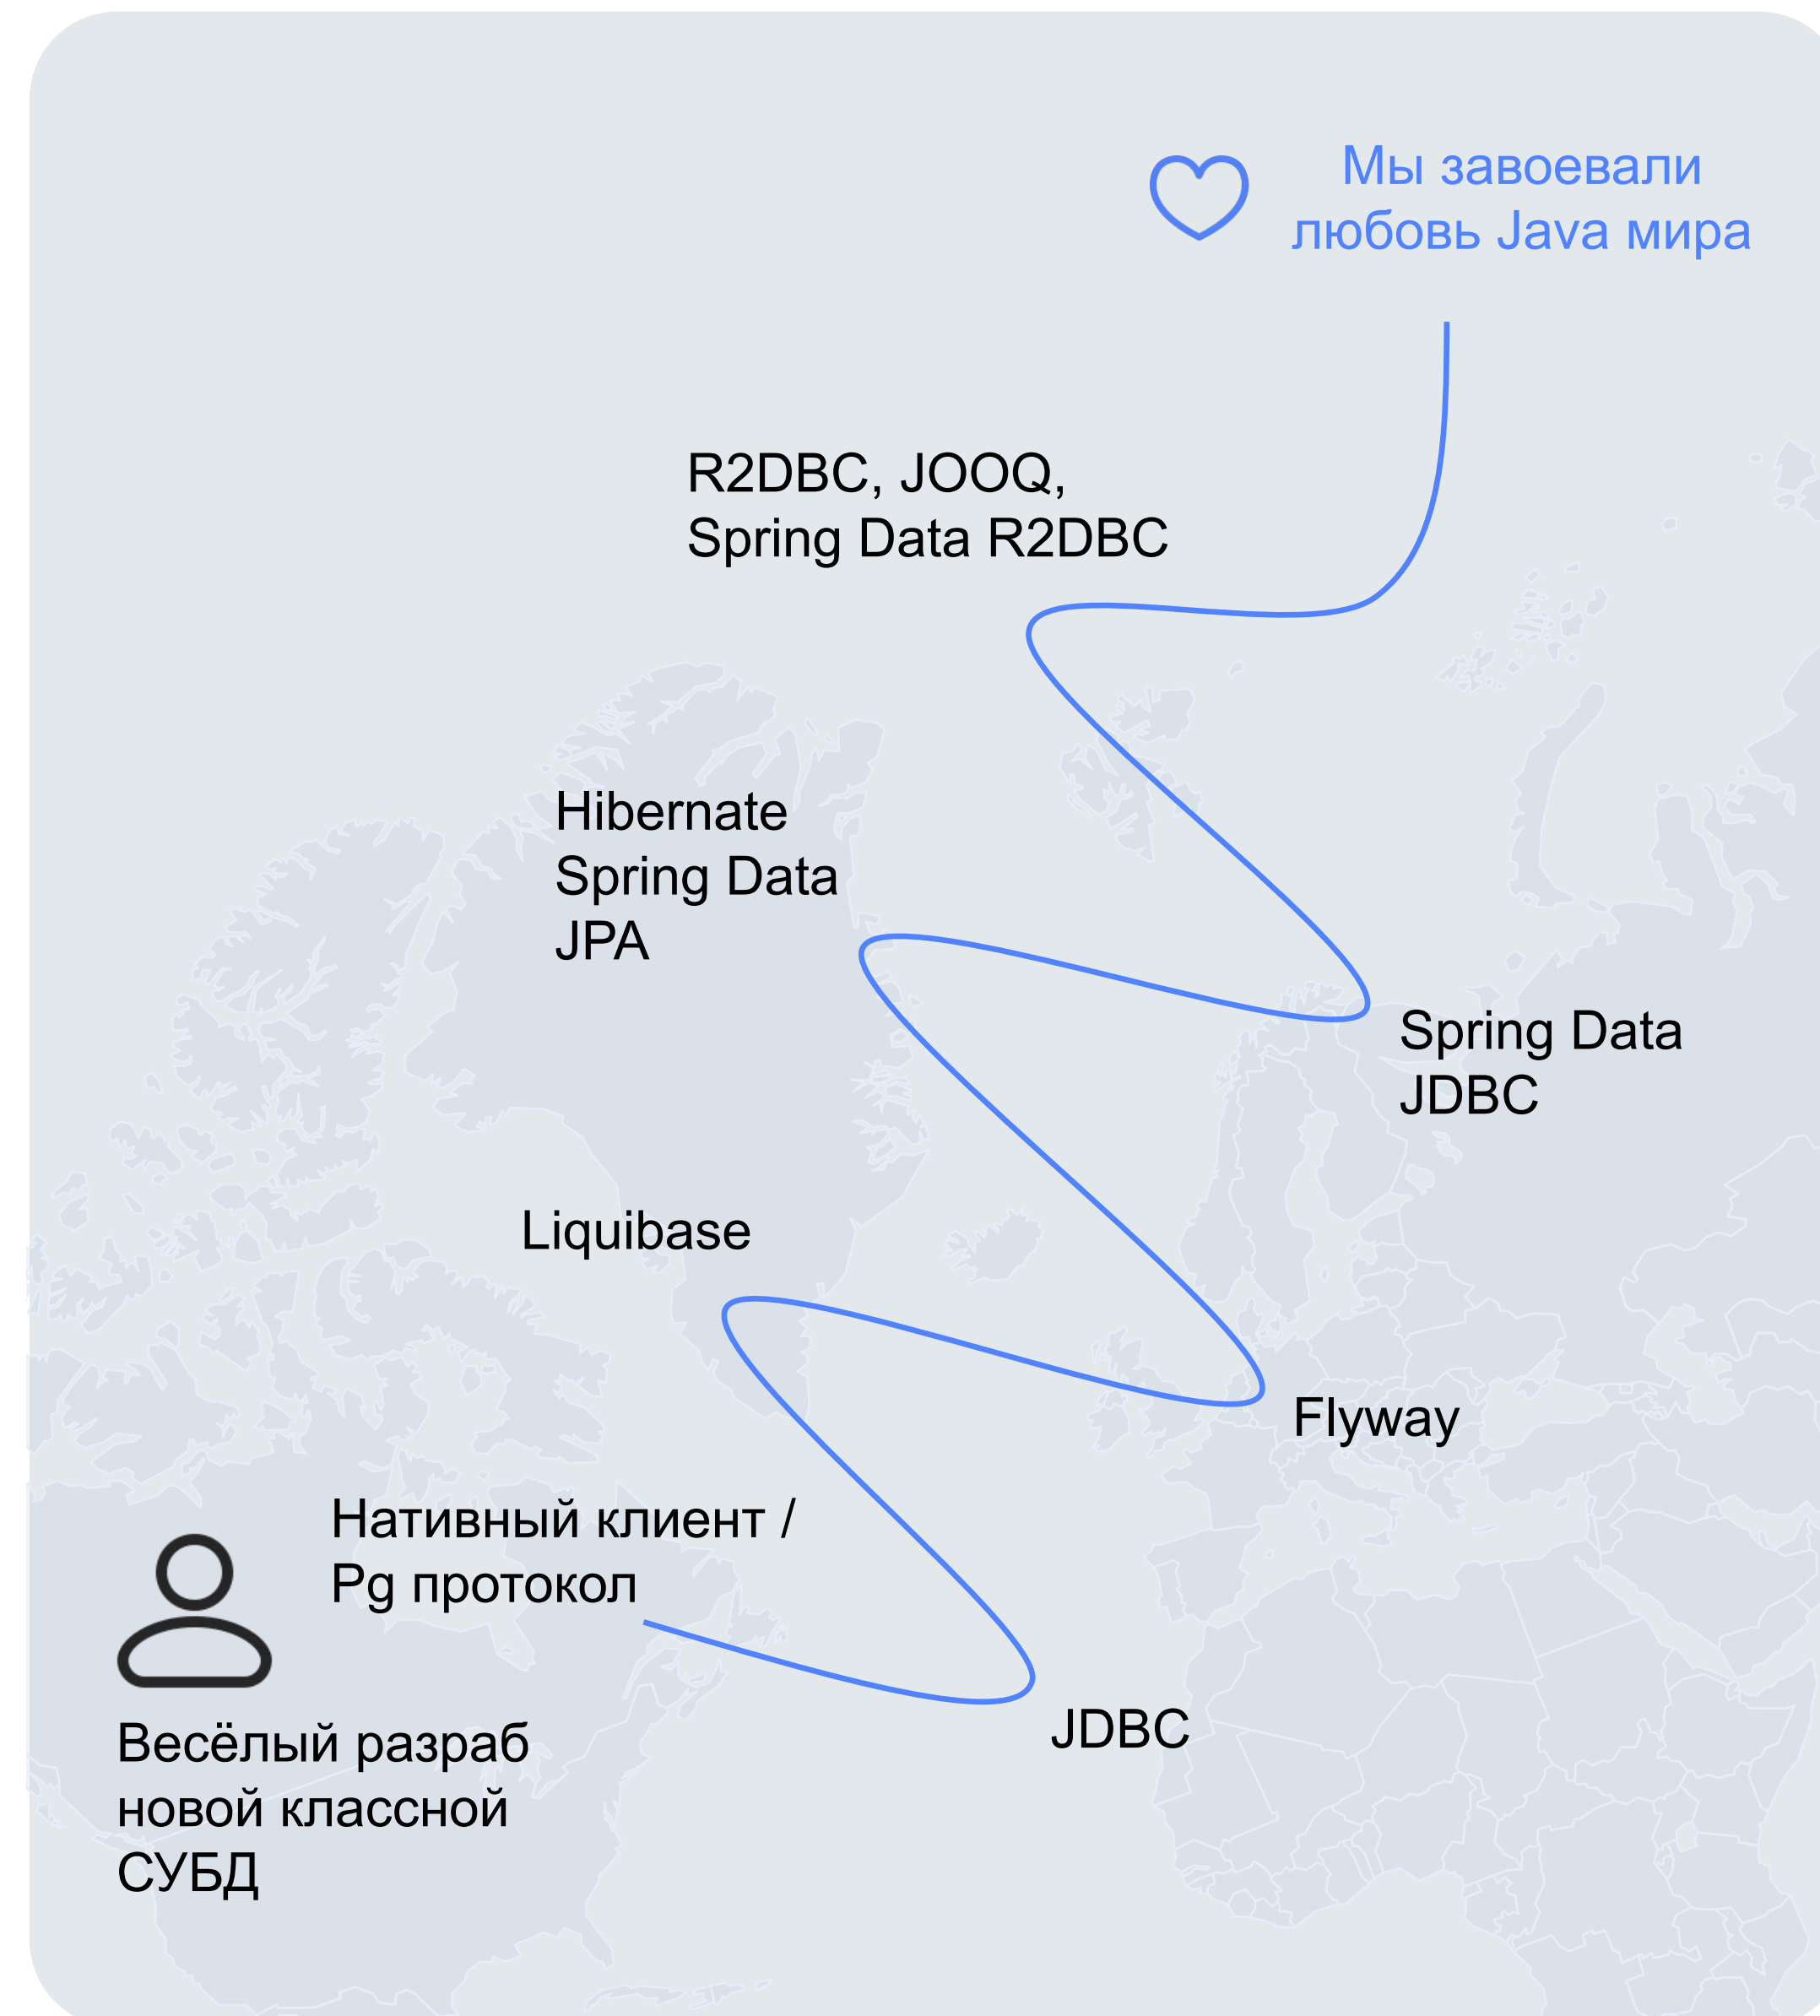 Мы завоевали
любовь Java мира
R2DBC, JOOQ,
Spring Data R2DBC
Hibernate
Spring Data
JPA
Spring Data
JDBC
Liquibase
Flyway
Нативный клиент /
Pg протокол
JDBC
Весёлый разраб
новой классной
СУБД